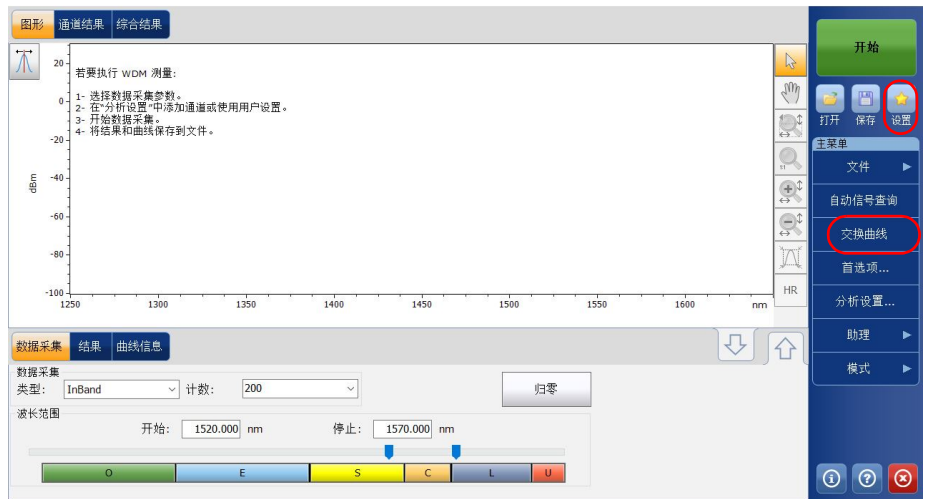 图形 通道结果 综合结果
若要执行 WDM 测量:
1- 选择数据采集参数。
2- 在"分析设置"中添加通道或使用用户设置。
3- 开始数据采集。
4- 将结果和曲线保存到文件。
dBm
20
0
-20
-40
-60
-80
-100
1250 1300 1350 1400 1450 1500 1550 1600 nm
HR
数据采集 结果 曲线信息
数据采集
类型: InBand 计数: 200 归零
波长范围
开始: 1520.000 nm 停止: 1570.000 nm
O E S C L U
开始
打开 保存 设置
主菜单
文件
自动信号查询
交换曲线
首选项...
分析设置...
助理
模式